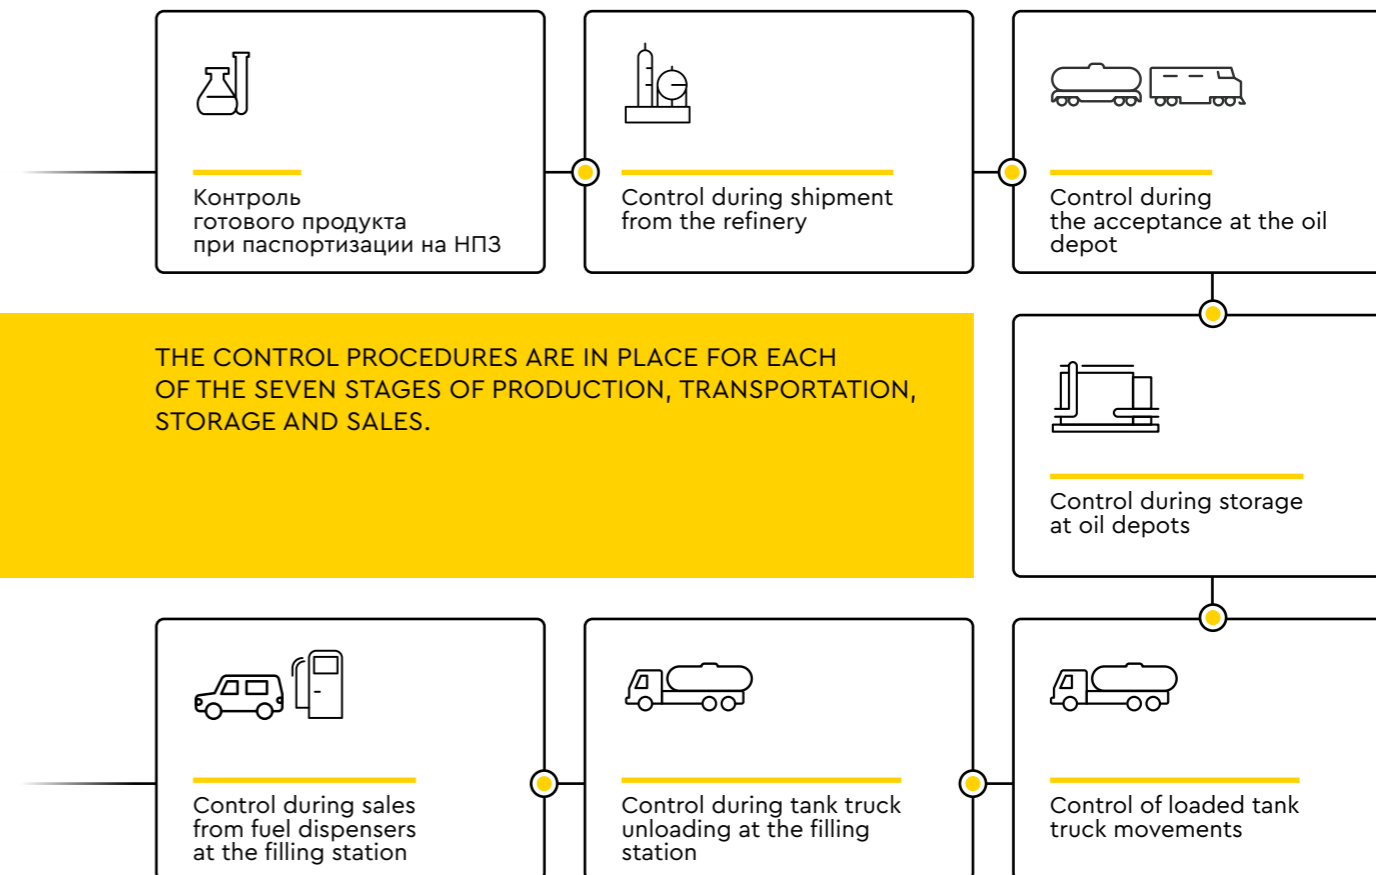 Контроль
готового продукта
при паспортизации на НПЗ
Control during shipment
from the refinery
Control during
the acceptance at the oil
depot
THE CONTROL PROCEDURES ARE IN PLACE FOR EACH
OF THE SEVEN STAGES OF PRODUCTION, TRANSPORTATION,
STORAGE AND SALES.
Control during storage
at oil depots
Control during sales
from fuel dispensers
at the filling station
Control during tank truck
unloading at the filling
station
Control of loaded tank
truck movements